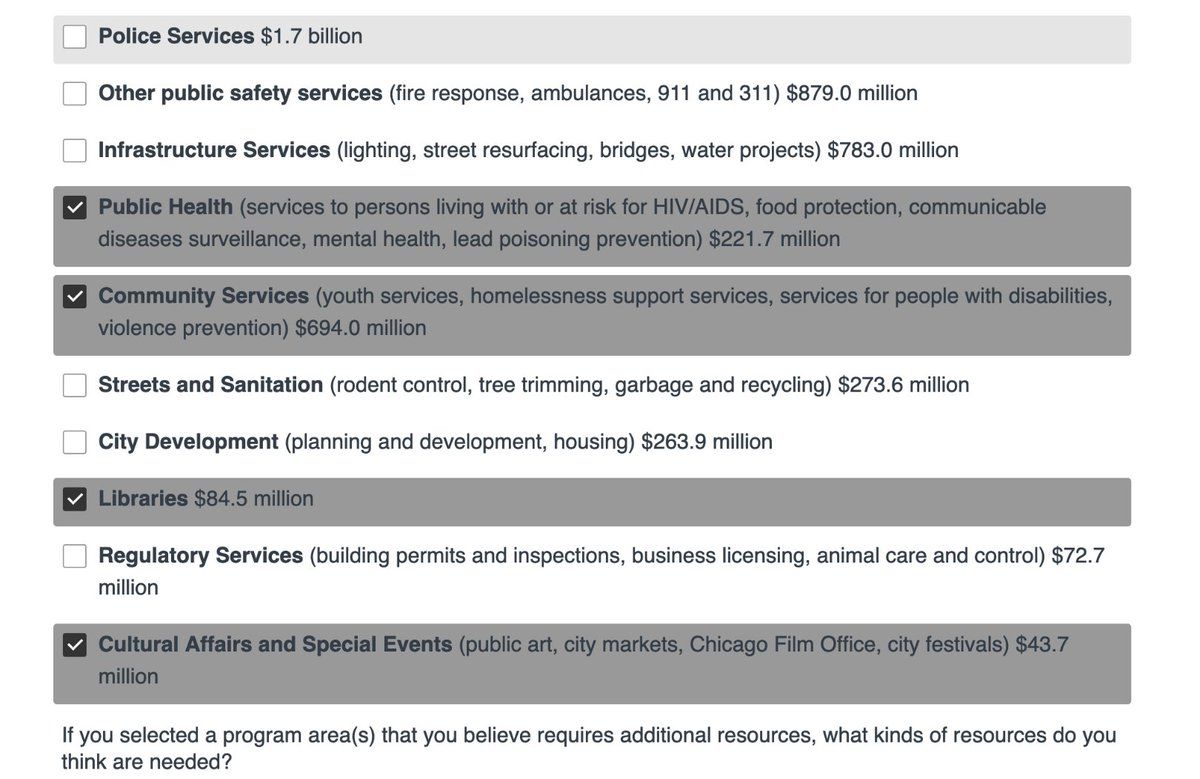 Police Services $1.7 billion
Other public safety services (fire response, ambulances, 911 and 311) $879.0 million
Infrastructure Services (lighting, street resurfacing, bridges, water projects) $783.0 million
Public Health (services to persons living with or at risk for HIV/AIDS, food protection, communicable
diseases surveillance, mental health, lead poisoning prevention) $221.7 million
Community Services (youth services, homelessness support services, services for people with disabilities,
violence prevention) $694.0 million
Streets and Sanitation (rodent control, tree trimming, garbage and recycling) $273.6 million
City Development (planning and development, housing) $263.9 million
Libraries $84.5 million
Regulatory Services (building permits and inspections, business licensing, animal care and control) $72.7
million
Cultural Affairs and Special Events (public art, city markets, Chicago Film Office, city festivals) $43.7
million
If you selected a program area(s) that you believe requires additional resources, what kinds of resources do you
think are needed?